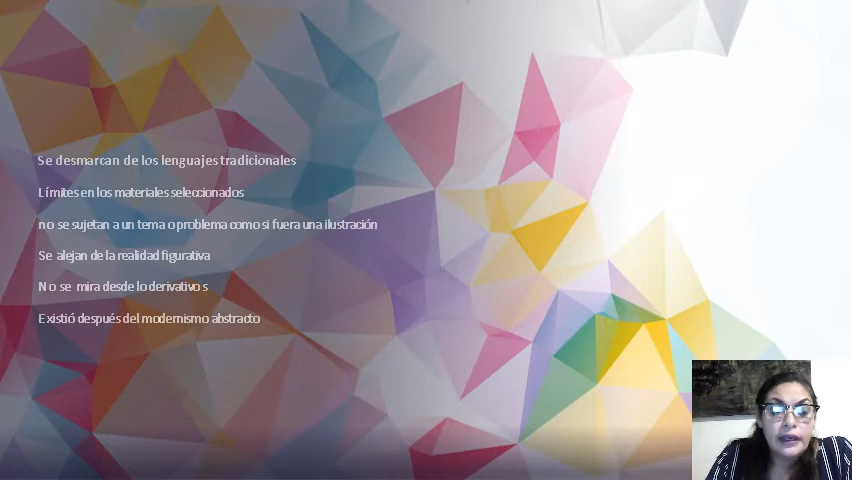 Se desmarcan de los lenguajes tradicionales
Límites en los materiales seleccionados
no se sujetan a un tema o problema como si fuera una ilustración
Se alejan de la realidad figurativa
No se mira desde lo derivativos
Existió después del modernismo abstracto